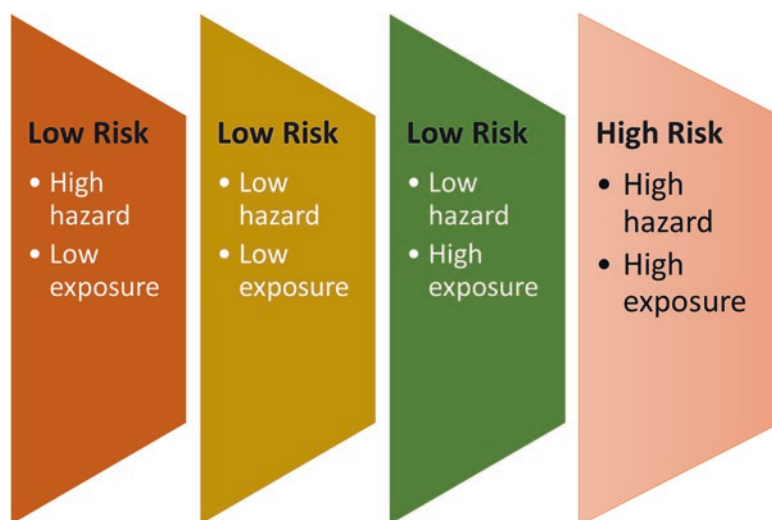 Low Risk
• High
hazard
• Low
exposure
Low Risk
• Low
hazard
• Low
exposure
Low Risk
• Low
hazard
• High
exposure
High Risk
• High
hazard
• High
exposure